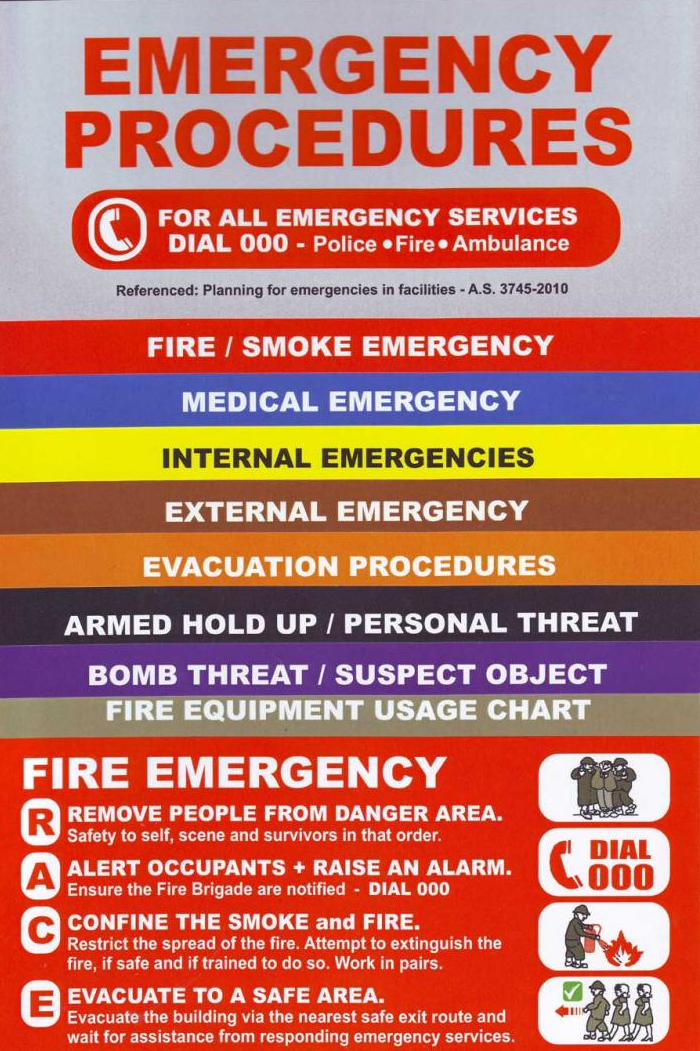 EMERGENCY
PROCEDURES
FOR ALL EMERGENCY SERVICES
DIAL 000 - Police • Fire • Ambulance
Referenced: Planning for emergencies in facilities - A.S. 3745-2010
FIRE / SMOKE EMERGENCY
MEDICAL EMERGENCY
INTERNAL EMERGENCIES
EXTERNAL EMERGENCY
EVACUATION PROCEDURES
ARMED HOLD UP / PERSONAL THREAT
BOMB THREAT / SUSPECT OBJECT
FIRE EQUIPMENT USAGE CHART
FIRE EMERGENCY
R REMOVE PEOPLE FROM DANGER AREA.
Safety to self, scene and survivors in that order.
A ALERT OCCUPANTS + RAISE AN ALARM.
Ensure the Fire Brigade are notified - DIAL 000
DIAL
000
C CONFINE THE SMOKE and FIRE.
Restrict the spread of the fire. Attempt to extinguish the
fire, if safe and if trained to do so. Work in pairs.
E EVACUATE TO A SAFE AREA.
Evacuate the building via the nearest safe exit route and
wait for assistance from responding emergency services.